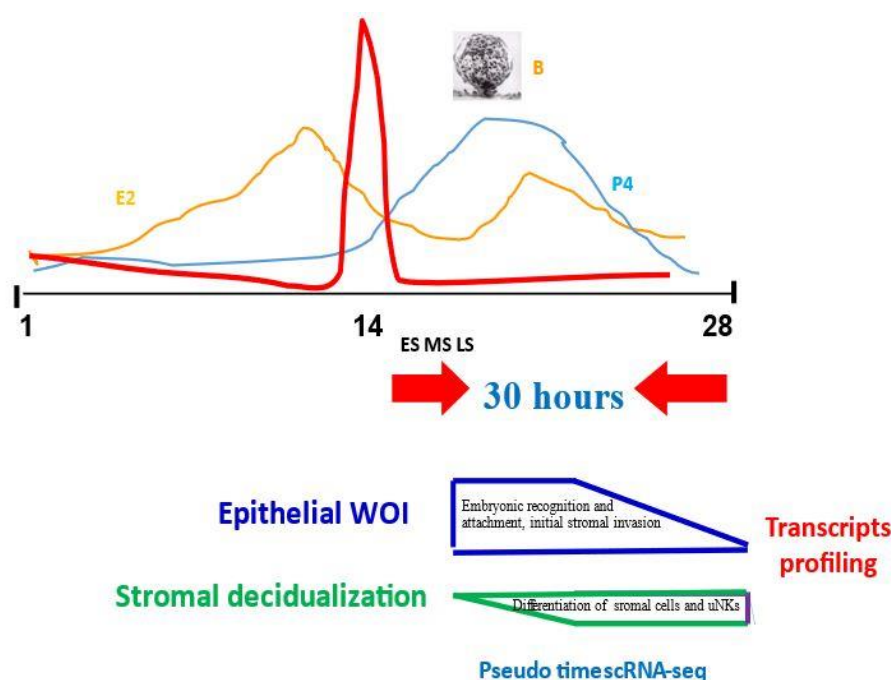 B
E2
P4
1
14
28
ES MS LS
30 hours
Epithelial WOI
Embryonic recognition and
attachment, initial stromal invasion
Transcripts
profiling
Stromal decidualization
Differentiation of sromal cells and uNKs
Pseudo timescRNA-seq